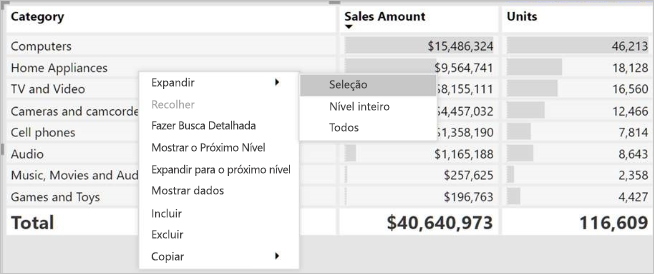 Category Sales Amount Units
Computers $15,486,324 46,213
Home Appliances $9,564,741 18,128
TV and Video $8,155,111 16,560
Cameras and camcorde $4,457,032 12,466
Cell phones $1,358,190 7,814
Audio $1,165,188 8,643
Music, Movies and Aud $257,625 2,358
Games and Toys $196,763 4,427
Total $40,640,973 116,609
Expandir
Recolher
Fazer Busca Detalhada
Mostrar o Próximo Nível
Expandir para o próximo nível
Mostrar dados
Incluir
Excluir
Copiar
Seleção
Nível inteiro
Todos